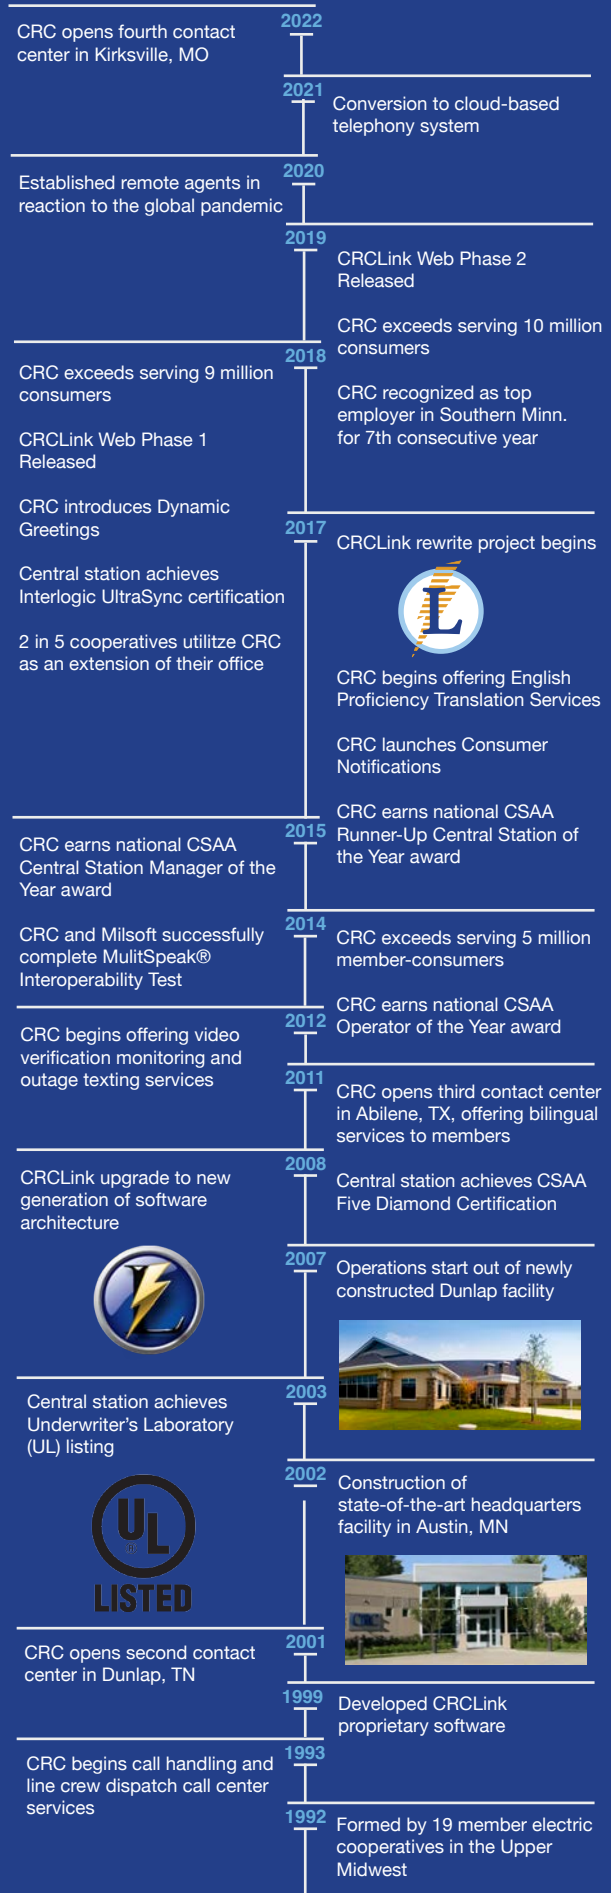 2022
CRC opens fourth contact
center in Kirksville, MO
2021
Conversion to cloud-based
telephony system
2020
Established remote agents in
reaction to the global pandemic
2019
CRCLink Web Phase 2
Released
CRC exceeds serving 10 million
consumers
CRC recognized as top
employer in Southern Minn.
for 7th consecutive year
2018
CRC exceeds serving 9 million
consumers
CRCLink Web Phase 1
Released
CRC introduces Dynamic
Greetings
Central station achieves
Interlogic UltraSync certification
2 in 5 cooperatives utilitze CRC
as an extension of their office
2017
CRCLink rewrite project begins
L
CRC begins offering English
Proficiency Translation Services
CRC launches Consumer
Notifications
CRC earns national CSAA
Runner-Up Central Station of
the Year award
2015
CRC earns national CSAA
Central Station Manager of the
Year award
CRC and Milsoft successfully
complete MulitSpeak®
Interoperability Test
2014
CRC exceeds serving 5 million
member-consumers
CRC earns national CSAA
Operator of the Year award
2012
CRC begins offering video
verification monitoring and
outage texting services
2011
CRC opens third contact center
in Abilene, TX, offering bilingual
services to members
Central station achieves CSAA
Five Diamond Certification
2008
CRCLink upgrade to new
generation of software
architecture
L
2007
Operations start out of newly
constructed Dunlap facility
2003
Central station achieves
Underwriter’s Laboratory
(UL) listing
UL
LISTED
2002
Construction of
state-of-the-art headquarters
facility in Austin, MN
CRC
2001
CRC opens second contact
center in Dunlap, TN
1999
Developed CRCLink
proprietary software
1993
CRC begins call handling and
line crew dispatch call center
services
1992
Formed by 19 member electric
cooperatives in the Upper
Midwest